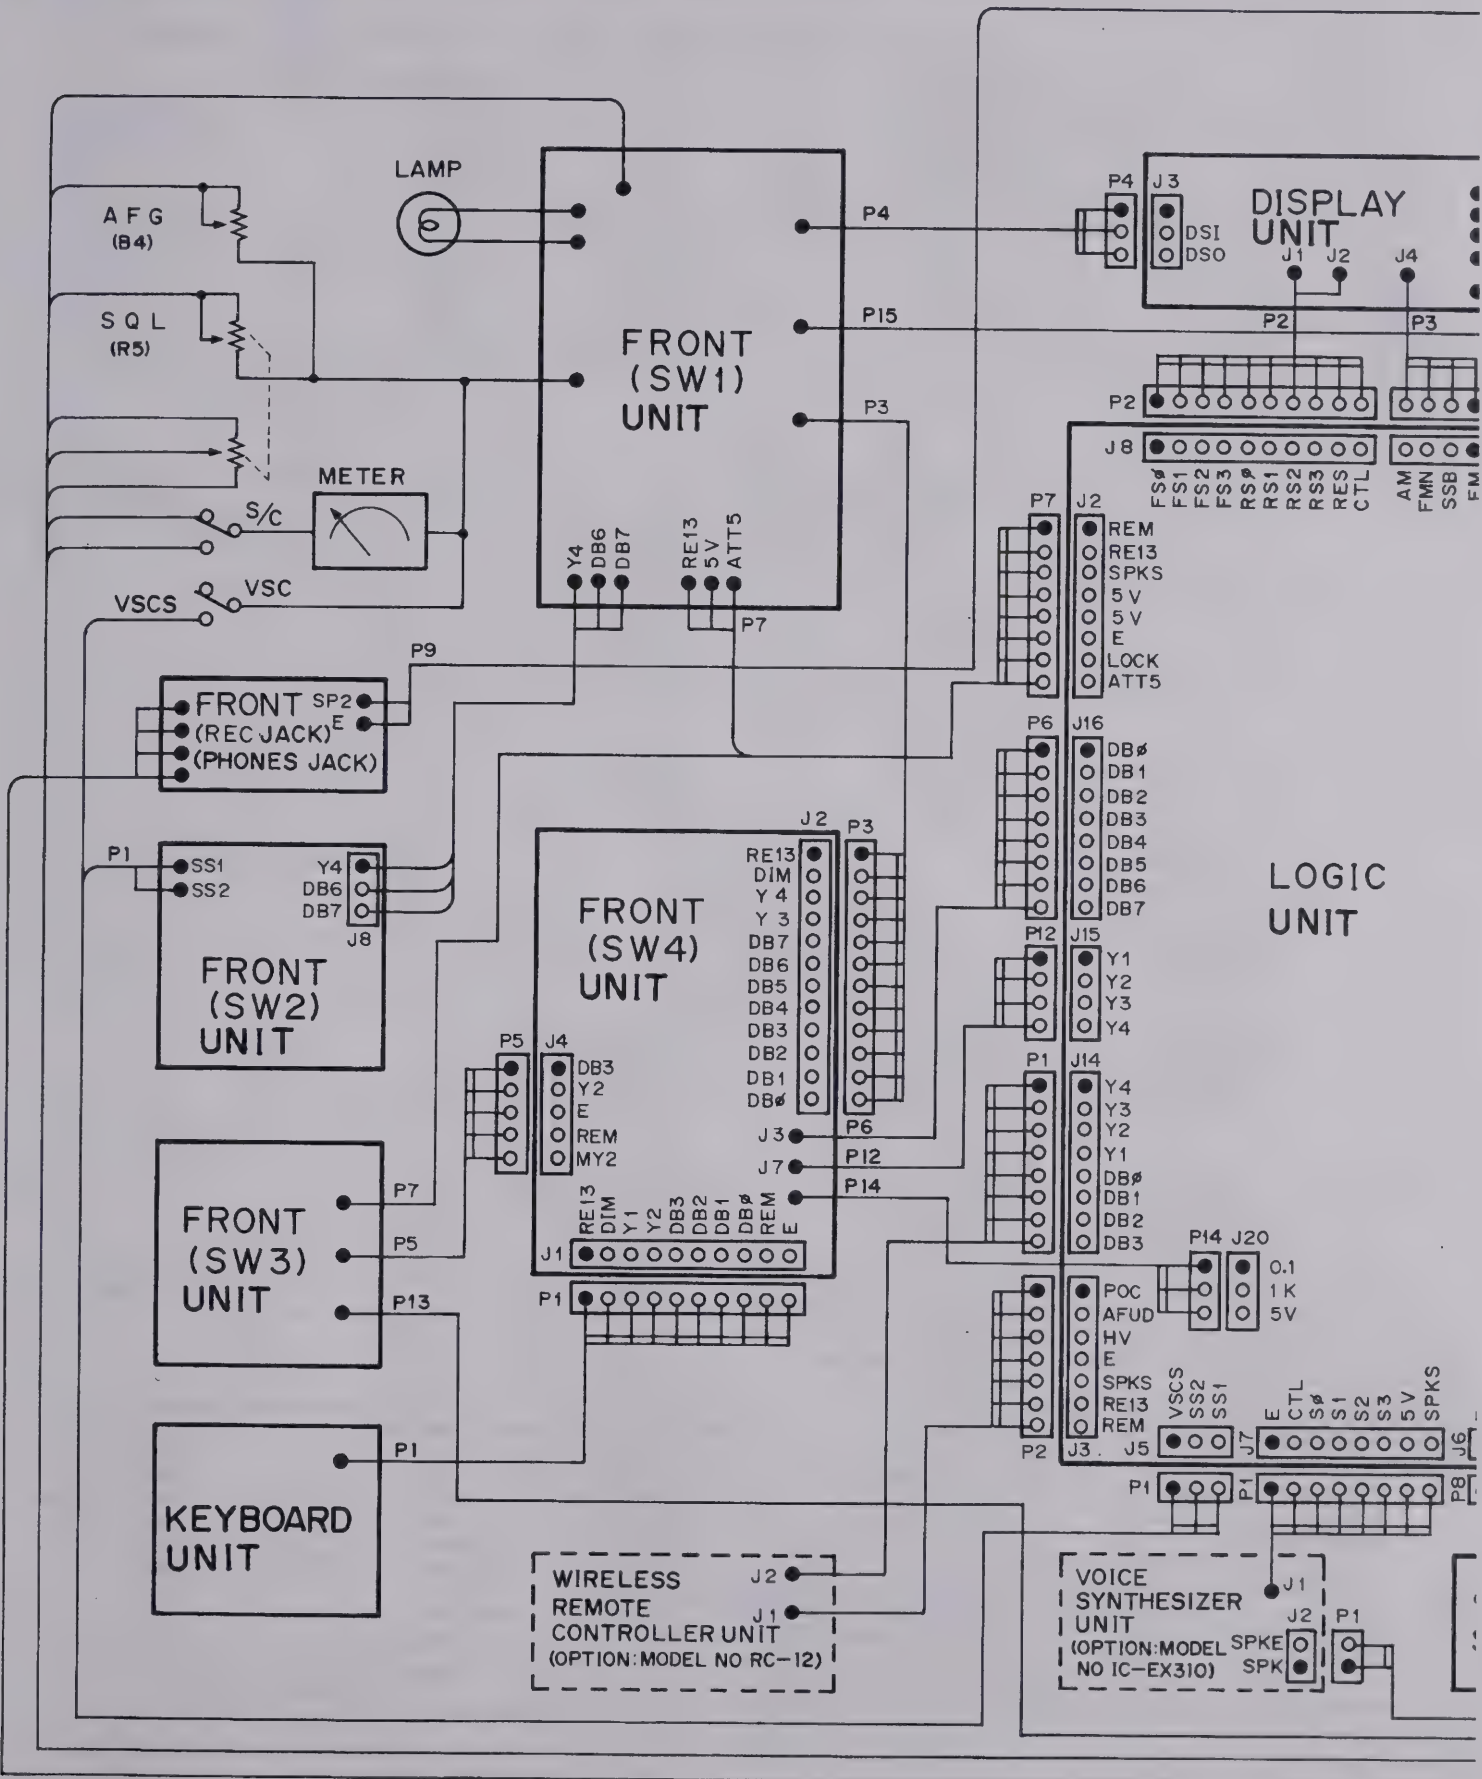 LAMP
A F G
(B4)
S Q L
(R5)
METER
S/C
VSC
VSCS
FRONT
(SW1)
UNIT
P4
P15
P3
Y4
DB6
DB7
RE13
5V
ATT5
P7
P4
J3
DSI
DSO
DISPLAY
UNIT
J1
J2
J4
P2
P3
P2
J8
FSø
FS1
FS2
FS3
RSø
RS1
RS2
RS3
RES
CTL
AM
FMN
SSB
FM
P7
J2
REM
RE13
SPKS
5V
5V
E
LOCK
ATT5
P9
FRONT
(REC JACK)
(PHONES JACK)
SP2
E
P1
SS1
SS2
Y4
DB6
DB7
J8
FRONT
(SW2)
UNIT
FRONT
(SW4)
UNIT
J2
P3
RE13
DIM
Y 4
Y 3
DB7
DB6
DB5
DB4
DB3
DB2
DB1
DBø
P5
J4
DB3
Y2
E
REM
MY2
J3
J7
P6
P12
P14
RE13
DIM
Y1
Y2
DB3
DB2
DB1
DBø
REM
E
J1
P1
P6
J16
DBø
DB1
DB2
DB3
DB4
DB5
DB6
DB7
P12
J15
Y1
Y2
Y3
Y4
P1
J14
Y4
Y3
Y2
Y1
DBø
DB1
DB2
DB3
LOGIC
UNIT
P14
J20
0.1
1K
5V
POC
AFUD
HV
E
SPKS
RE13
REM
P2
J3.
J5
VSCS
SS2
SS1
J7
E
CTL
Sø
S1
S2
S3
5V
SPKS
J6
P1
P1
P8
FRONT
(SW3)
UNIT
P7
P5
P13
KEYBOARD
UNIT
P1
WIRELESS
REMOTE
CONTROLLER UNIT
(OPTION:MODEL NO RC-12)
J2
J1
VOICE
SYNTHESIZER
UNIT
(OPTION:MODEL
NO IC-EX310)
J1
J2
P1
SPKE
SPK